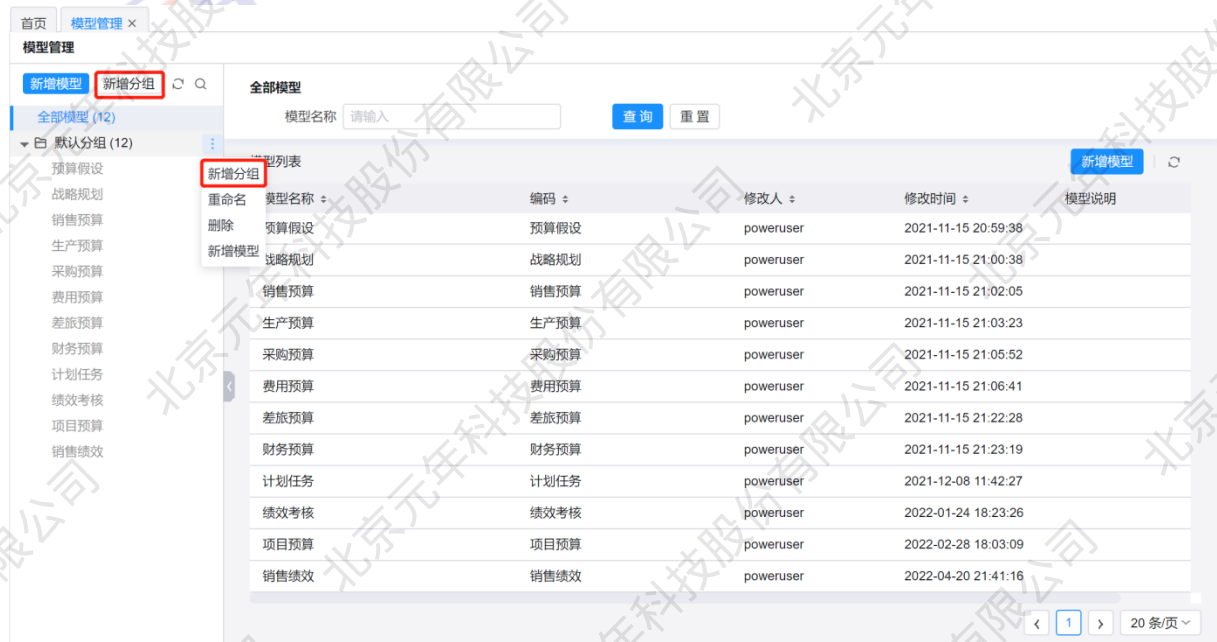 首页 模型管理 ×
模型管理
新增模型 新增分组
全部模型 (12)
默认分组 (12)
预算假设
战略规划
销售预算
生产预算
采购预算
费用预算
差旅预算
财务预算
计划任务
绩效考核
项目预算
销售绩效
新增分组
重命名
删除
新增模型
全部模型
模型名称 请输入 查询 重置
型列表 新增模型
模型名称 编码 修改人 修改时间 模型说明
预算假设 预算假设 poweruser 2021-11-15 20:59:38
战略规划 战略规划 poweruser 2021-11-15 21:00:38
销售预算 销售预算 poweruser 2021-11-15 21:02:05
生产预算 生产预算 poweruser 2021-11-15 21:03:23
采购预算 采购预算 poweruser 2021-11-15 21:05:52
费用预算 费用预算 poweruser 2021-11-15 21:06:41
差旅预算 差旅预算 poweruser 2021-11-15 21:22:28
财务预算 财务预算 poweruser 2021-11-15 21:23:19
计划任务 计划任务 poweruser 2021-12-08 11:42:27
绩效考核 绩效考核 poweruser 2022-01-24 18:23:26
项目预算 项目预算 poweruser 2022-02-28 18:03:09
销售绩效 销售绩效 poweruser 2022-04-20 21:41:16
1 20 条/页
北京元年科技股份有限公司